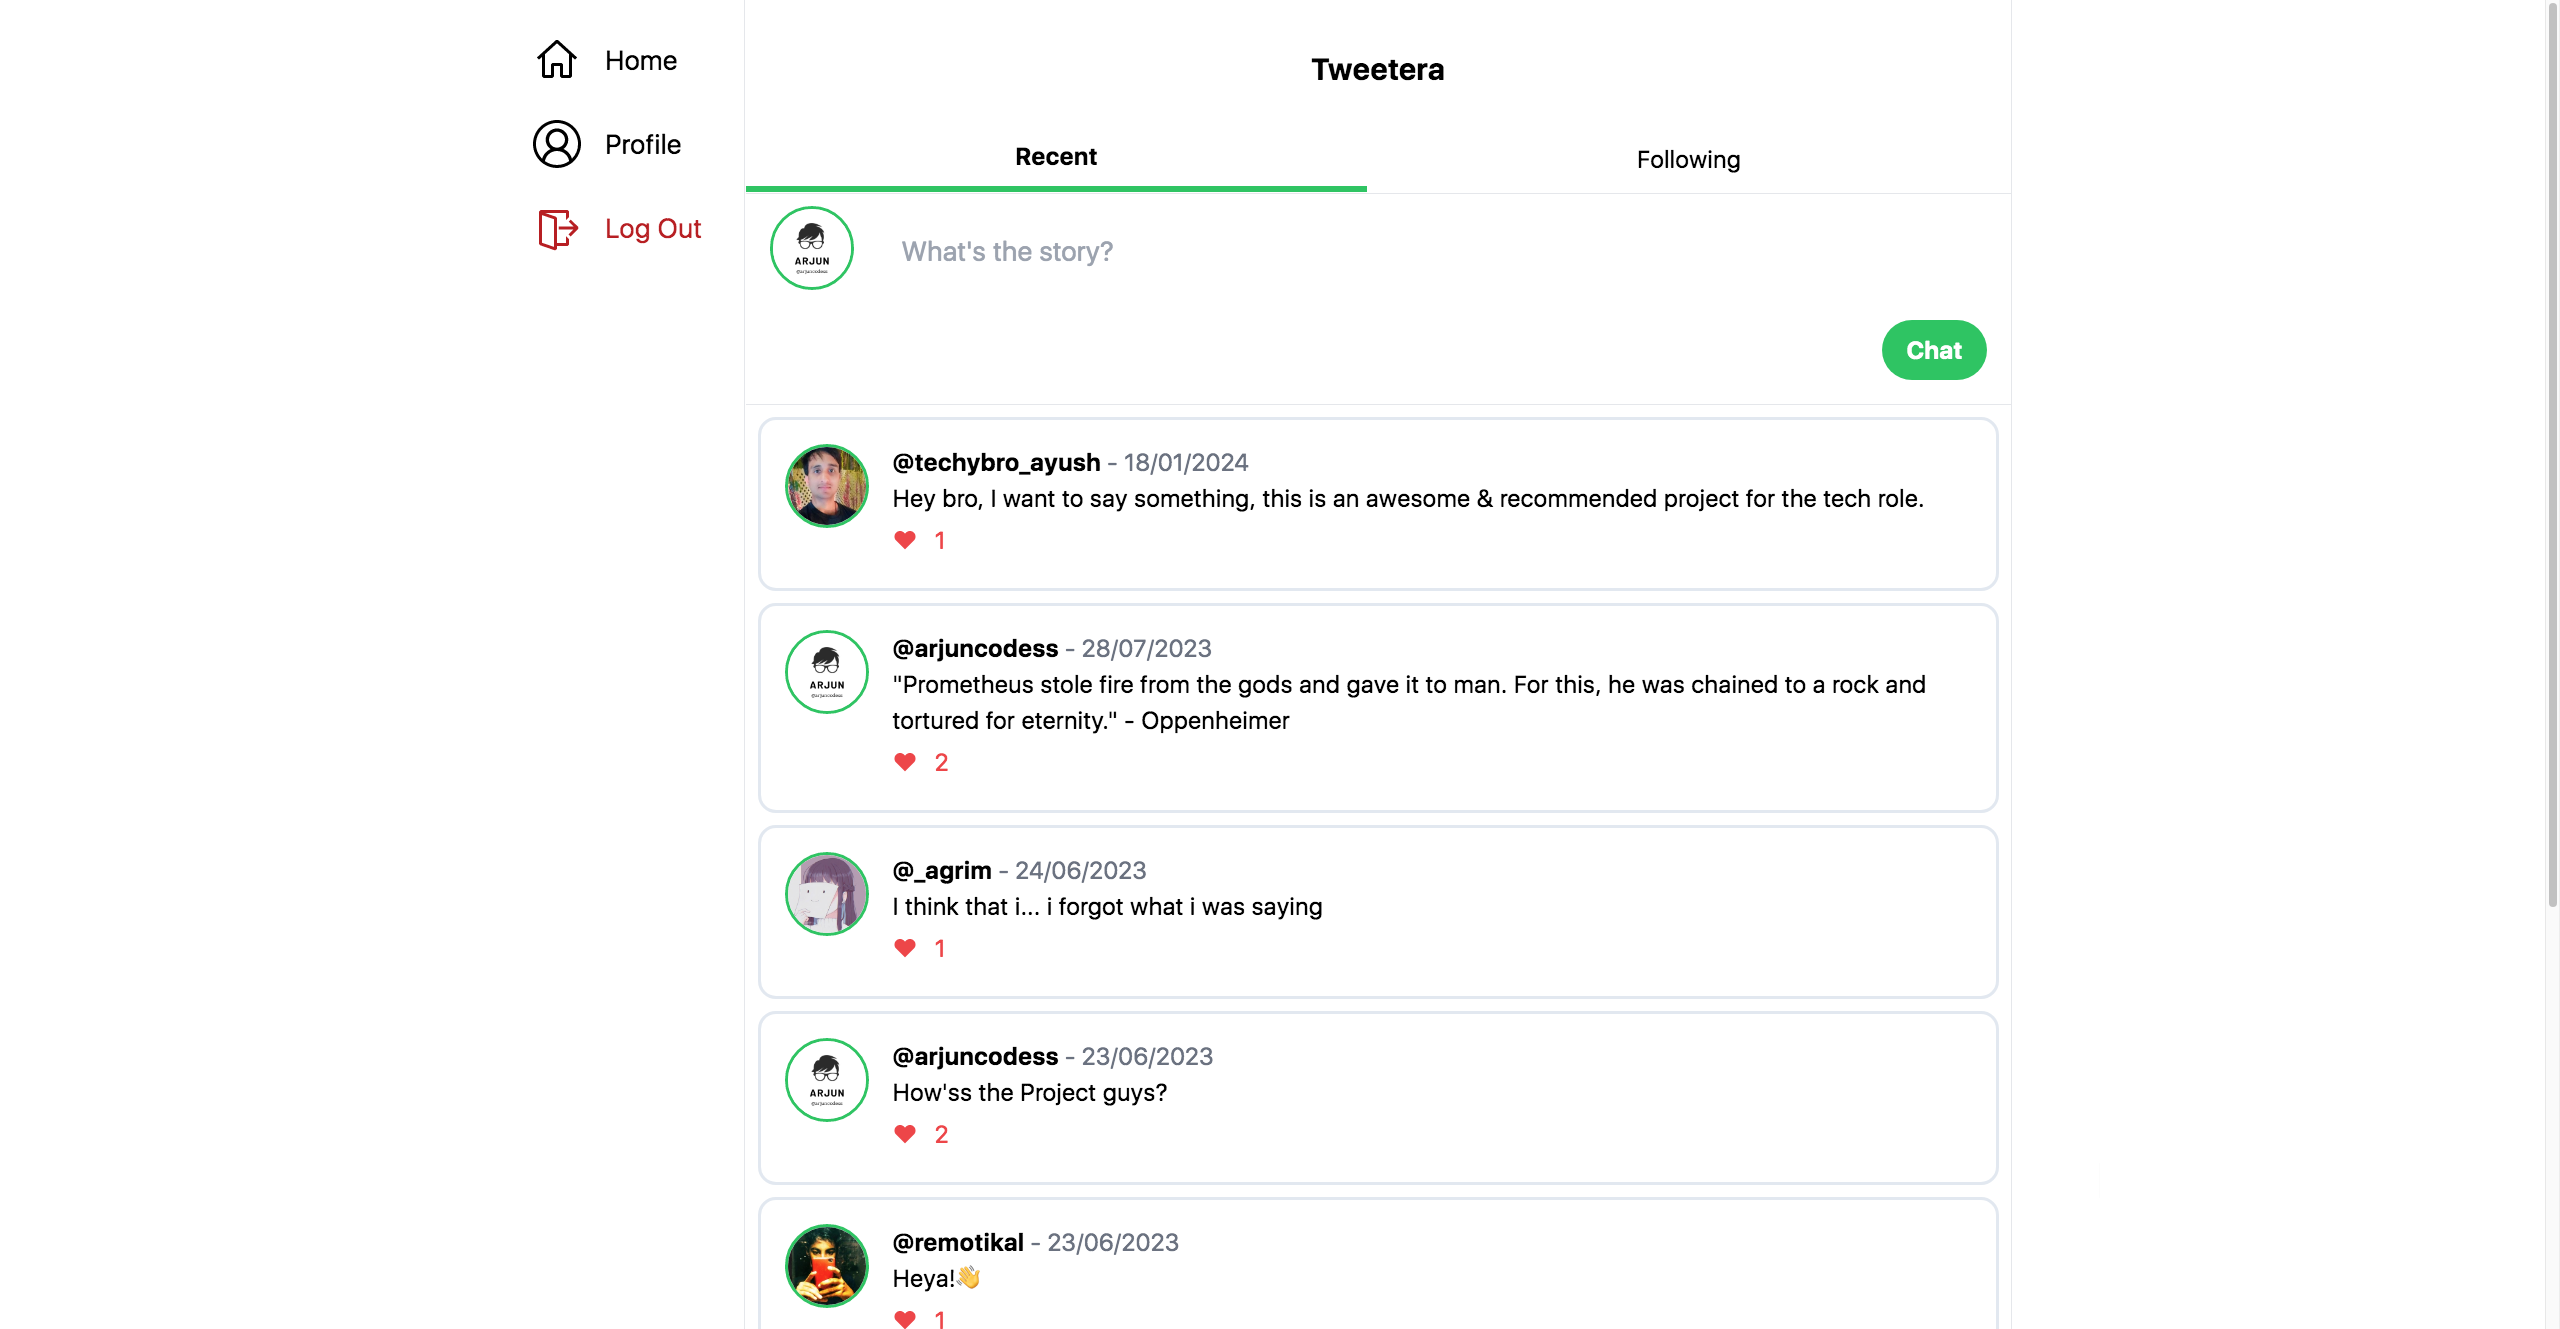 Home
Profile
Log Out
Tweetera
Recent
Following
ARJUN
@arjuncodess
What's the story?
Chat
@techybro_ayush - 18/01/2024
Hey bro, I want to say something, this is an awesome & recommended project for the tech role.
1
ARJUN
@arjuncodess
@arjuncodess - 28/07/2023
"Prometheus stole fire from the gods and gave it to man. For this, he was chained to a rock and
tortured for eternity." - Oppenheimer
2
@_agrim - 24/06/2023
I think that i... i forgot what i was saying
1
ARJUN
@arjuncodess
@arjuncodess - 23/06/2023
How'ss the Project guys?
2
@remotikal - 23/06/2023
Heya!👋
1